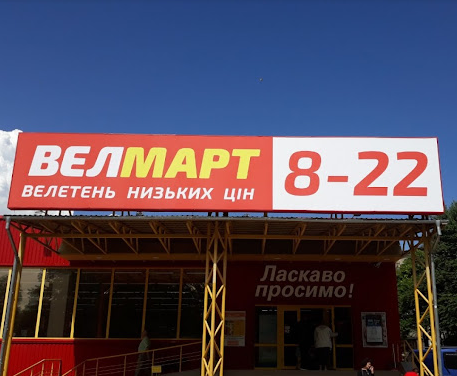 ВЕЛМАРТ
ВЕЛЕТЕНЬ НИЗЬКИХ ЦІН
8-22
Ласкаво
просимо!